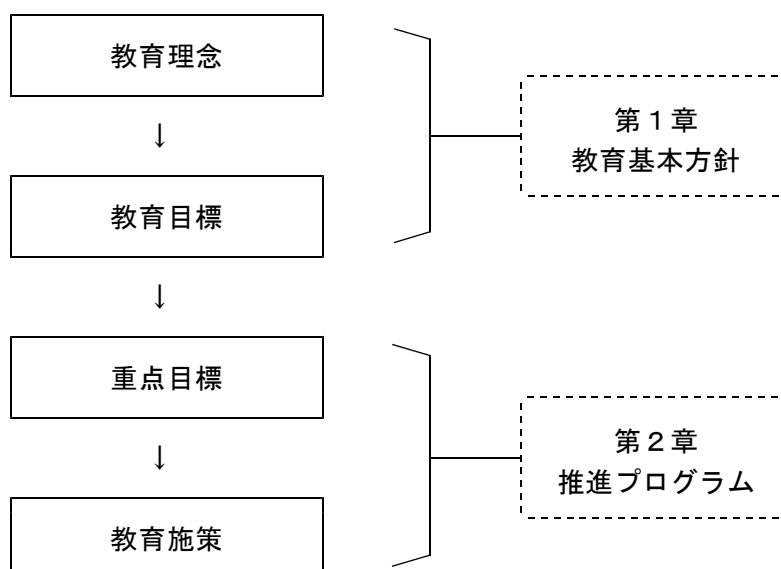 教育理念
↓
教育目標
↓
重点目標
↓
教育施策
第１章
教育基本方針
第２章
推進プログラム